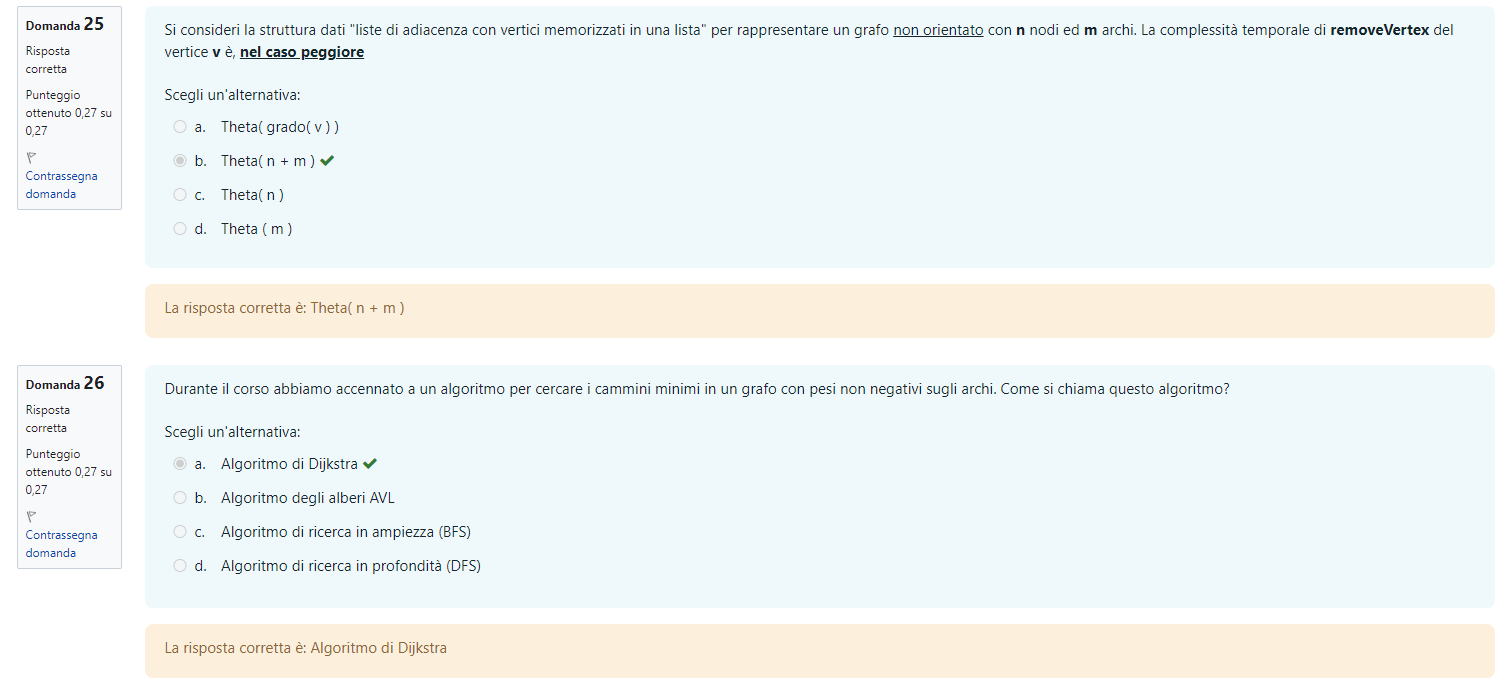 Domanda 25
Risposta
corretta
Punteggio
ottenuto 0,27 su
0,27
Contrassegna
domanda
Si consideri la struttura dati "liste di adiacenza con vertici memorizzati in una lista" per rappresentare un grafo non orientato con n nodi ed m archi. La complessità temporale di removeVertex del
vertice v è, nel caso peggiore
Scegli un'alternativa:
a. Theta( grado( v ) )
b. Theta( n + m )
c. Theta( n )
d. Theta ( m )
La risposta corretta è: Theta( n + m )
Domanda 26
Risposta
corretta
Punteggio
ottenuto 0,27 su
0,27
Contrassegna
domanda
Durante il corso abbiamo accennato a un algoritmo per cercare i cammini minimi in un grafo con pesi non negativi sugli archi. Come si chiama questo algoritmo?
Scegli un'alternativa:
a. Algoritmo di Dijkstra
b. Algoritmo degli alberi AVL
c. Algoritmo di ricerca in ampiezza (BFS)
d. Algoritmo di ricerca in profondità (DFS)
La risposta corretta è: Algoritmo di Dijkstra